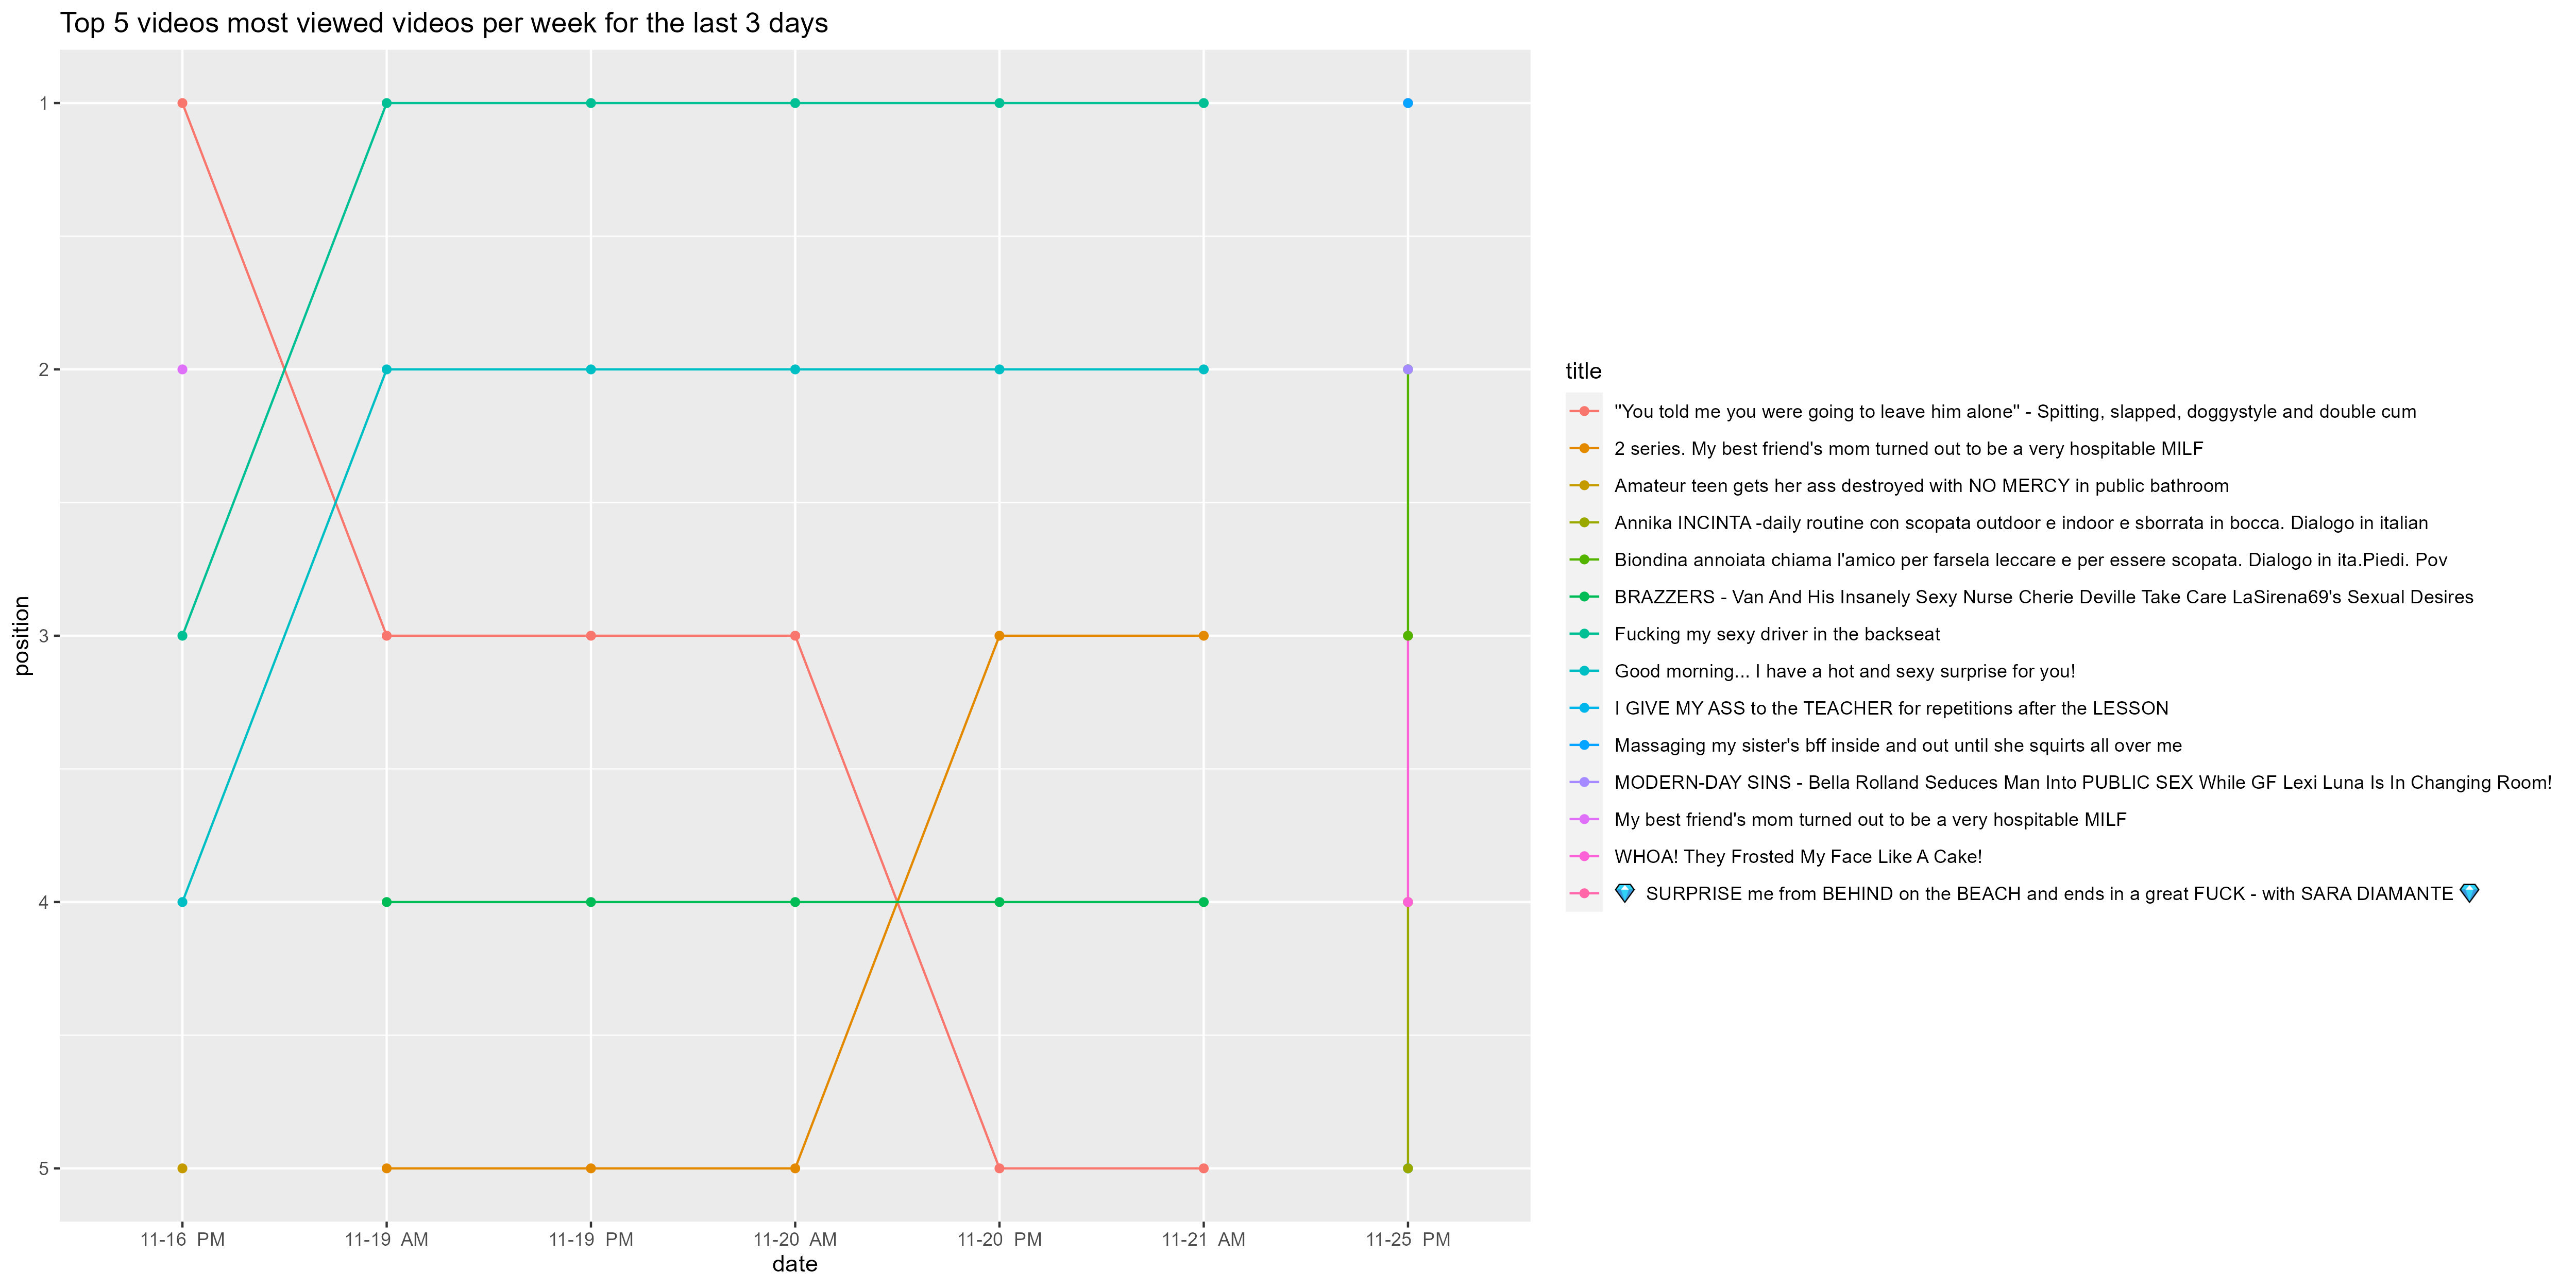 Top 5 videos most viewed videos per week for the last 3 days
position
1
2
3
4
5
11-16 PM
11-19 AM
11-19 PM
11-20 AM
11-20 PM
11-21 AM
11-25 PM
date
title
"You told me you were going to leave him alone" - Spitting, slapped, doggystyle and double cum
2 series. My best friend's mom turned out to be a very hospitable MILF
Amateur teen gets her ass destroyed with NO MERCY in public bathroom
Annika INCINTA -daily routine con scopata outdoor e indoor e sborrata in bocca. Dialogo in italian
Biondina annoiata chiama l'amico per farsela leccare e per essere scopata. Dialogo in ita.Piedi. Pov
BRAZZERS - Van And His Insanely Sexy Nurse Cherie Deville Take Care LaSirena69's Sexual Desires
Fucking my sexy driver in the backseat
Good morning... I have a hot and sexy surprise for you!
I GIVE MY ASS to the TEACHER for repetitions after the LESSON
Massaging my sister's bff inside and out until she squirts all over me
MODERN-DAY SINS - Bella Rolland Seduces Man Into PUBLIC SEX While GF Lexi Luna Is In Changing Room!
My best friend's mom turned out to be a very hospitable MILF
WHOA! They Frosted My Face Like A Cake!
💎 SURPRISE me from BEHIND on the BEACH and ends in a great FUCK - with SARA DIAMANTE 💎